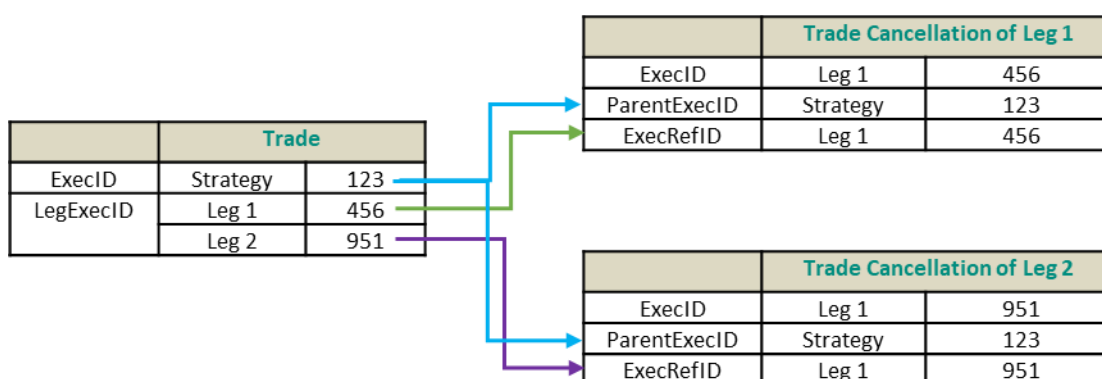 Trade
ExecID Strategy 123
LegExecID Leg 1 456
Leg 2 951
Trade Cancellation of Leg 1
ExecID Leg 1 456
ParentExecID Strategy 123
ExecRefID Leg 1 456
Trade Cancellation of Leg 2
ExecID Leg 1 951
ParentExecID Strategy 123
ExecRefID Leg 1 951